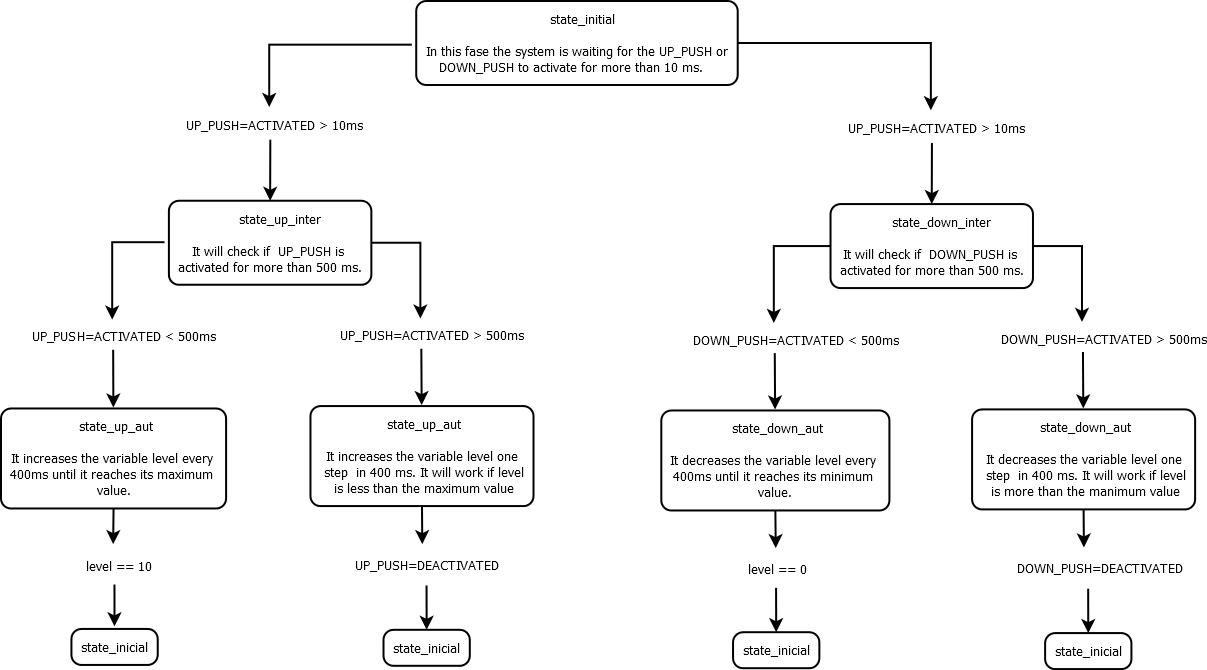 state_initial
In this fase the system is waiting for the UP_PUSH or
DOWN_PUSH to activate for more than 10 ms.
UP_PUSH=ACTIVATED > 10ms
UP_PUSH=ACTIVATED > 10ms
state_up_inter
It will check if UP_PUSH is
activated for more than 500 ms.
state_down_inter
It will check if DOWN_PUSH is
activated for more than 500 ms.
UP_PUSH=ACTIVATED < 500ms
UP_PUSH=ACTIVATED > 500ms
DOWN_PUSH=ACTIVATED < 500ms
DOWN_PUSH=ACTIVATED > 500ms
state_up_aut
It increases the variable level every
400ms until it reaches its maximum
value.
state_up_aut
It increases the variable level one
step in 400 ms. It will work if level
is less than the maximum value
state_down_aut
It decreases the variable level every
400ms until it reaches its minimum
value.
state_down_aut
It decreases the variable level one
step in 400 ms. It will work if level
is more than the manimum value
level == 10
UP_PUSH=DEACTIVATED
level == 0
DOWN_PUSH=DEACTIVATED
state_inicial
state_inicial
state_inicial
state_inicial